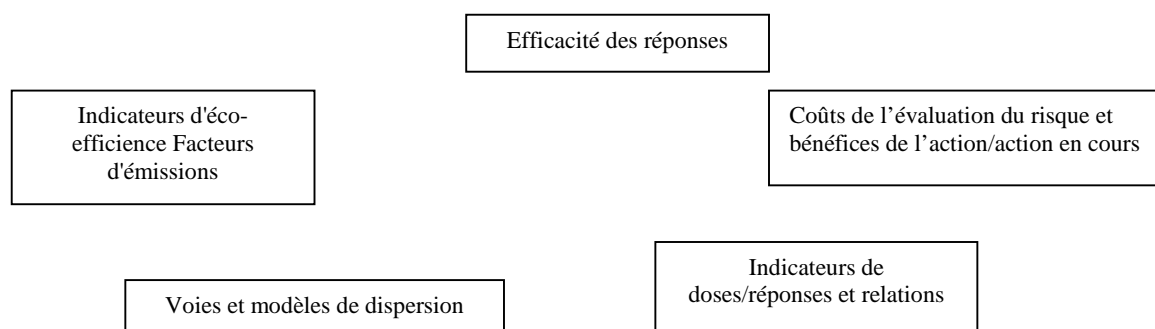 Efficacité des réponses
Indicateurs d'éco-
efficience Facteurs
d'émissions
Coûts de l’évaluation du risque et
bénéfices de l’action/action en cours
Indicateurs de
doses/réponses et relations
Voies et modèles de dispersion